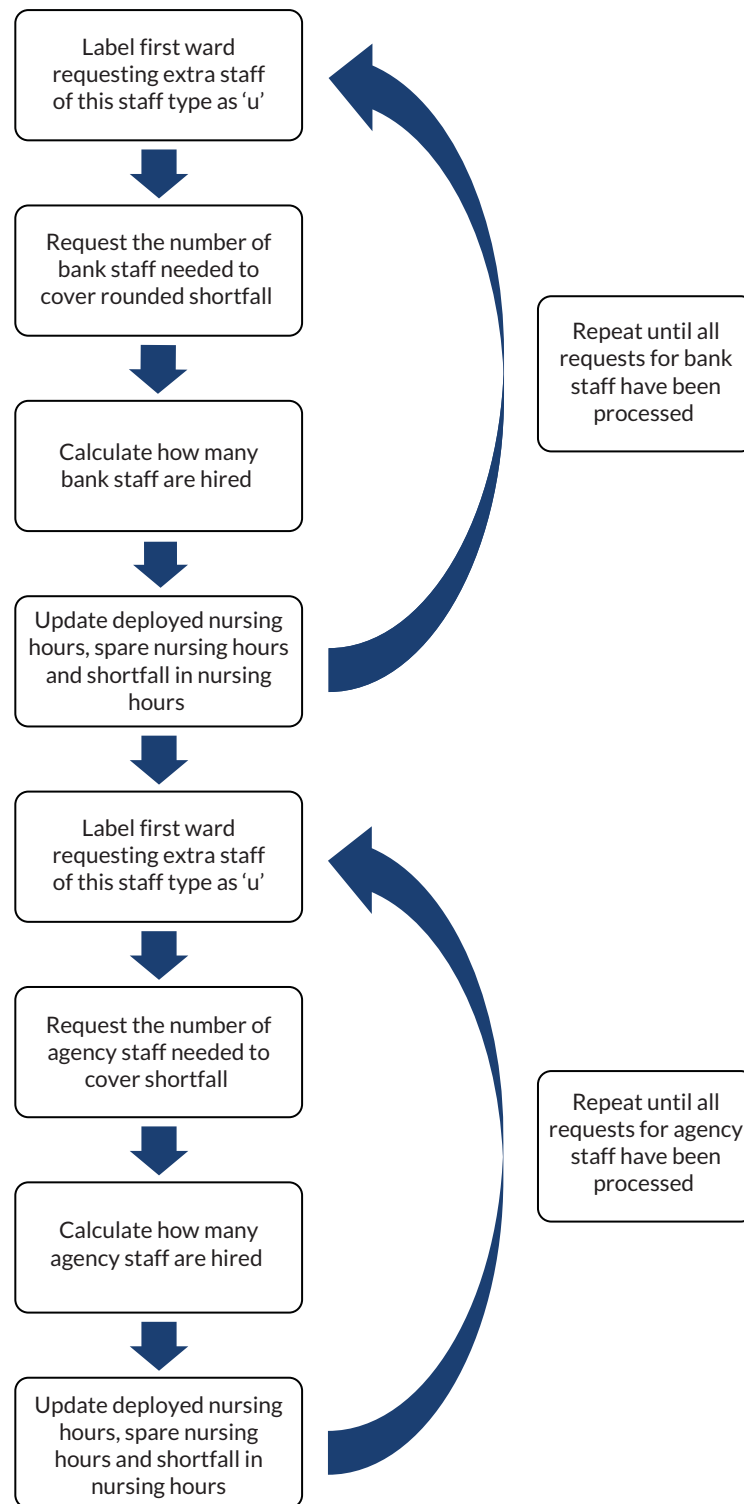 Label first ward
requesting extra staff
of this staff type as ‘u’
Request the number of
bank staff needed to
cover rounded shortfall
Repeat until all
requests for bank
staff have been
processed
Calculate how many
bank staff are hired
Update deployed nursing
hours, spare nursing hours
and shortfall in nursing
hours
Label first ward
requesting extra staff
of this staff type as ‘u’
Request the number of
agency staff needed to
cover shortfall
Repeat until all
requests for agency
staff have been
processed
Calculate how many
agency staff are hired
Update deployed nursing
hours, spare nursing
hours and shortfall in
nursing hours